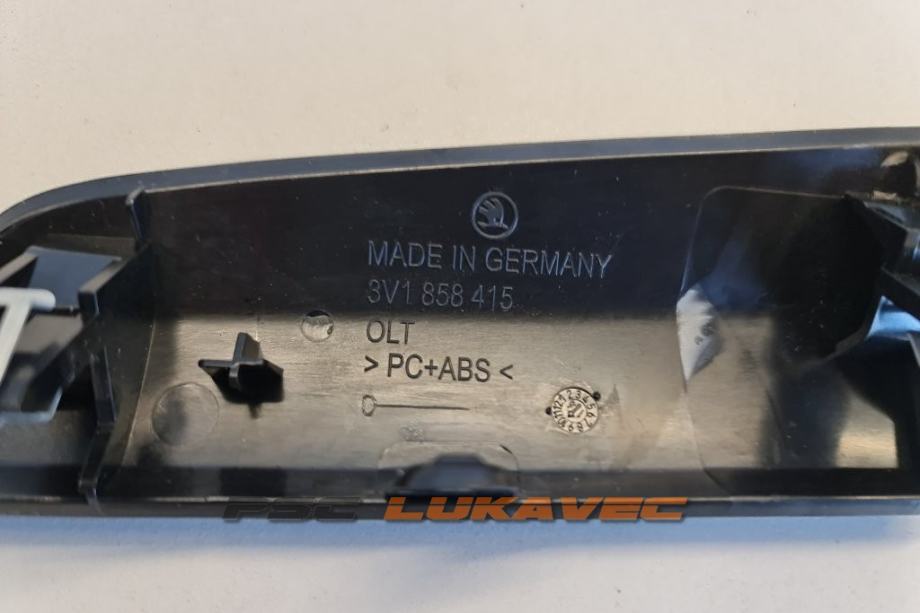 MADE IN GERMANY
3V1 858 415
OLT
> PC+ABS <
PSC LUKAVEC